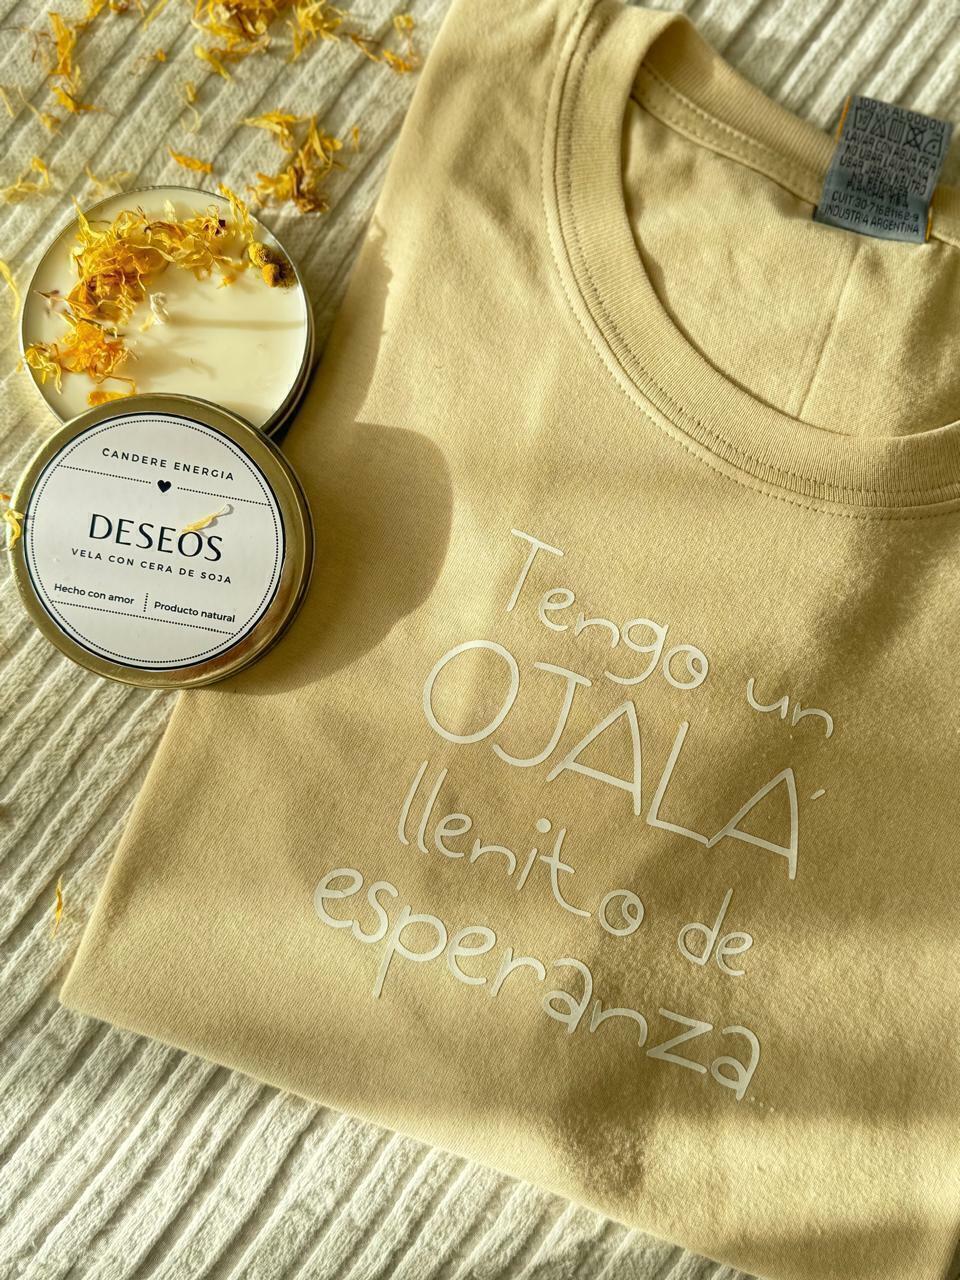 CANDERE ENERGIA
DESEOS
VELA CON CERA DE SOJA
Hecho con amor
Producto natural
100% ALGODON
INDUSTRIA ARGENTINA
Tengo un
OJALÁ
llenito de
esperanza...